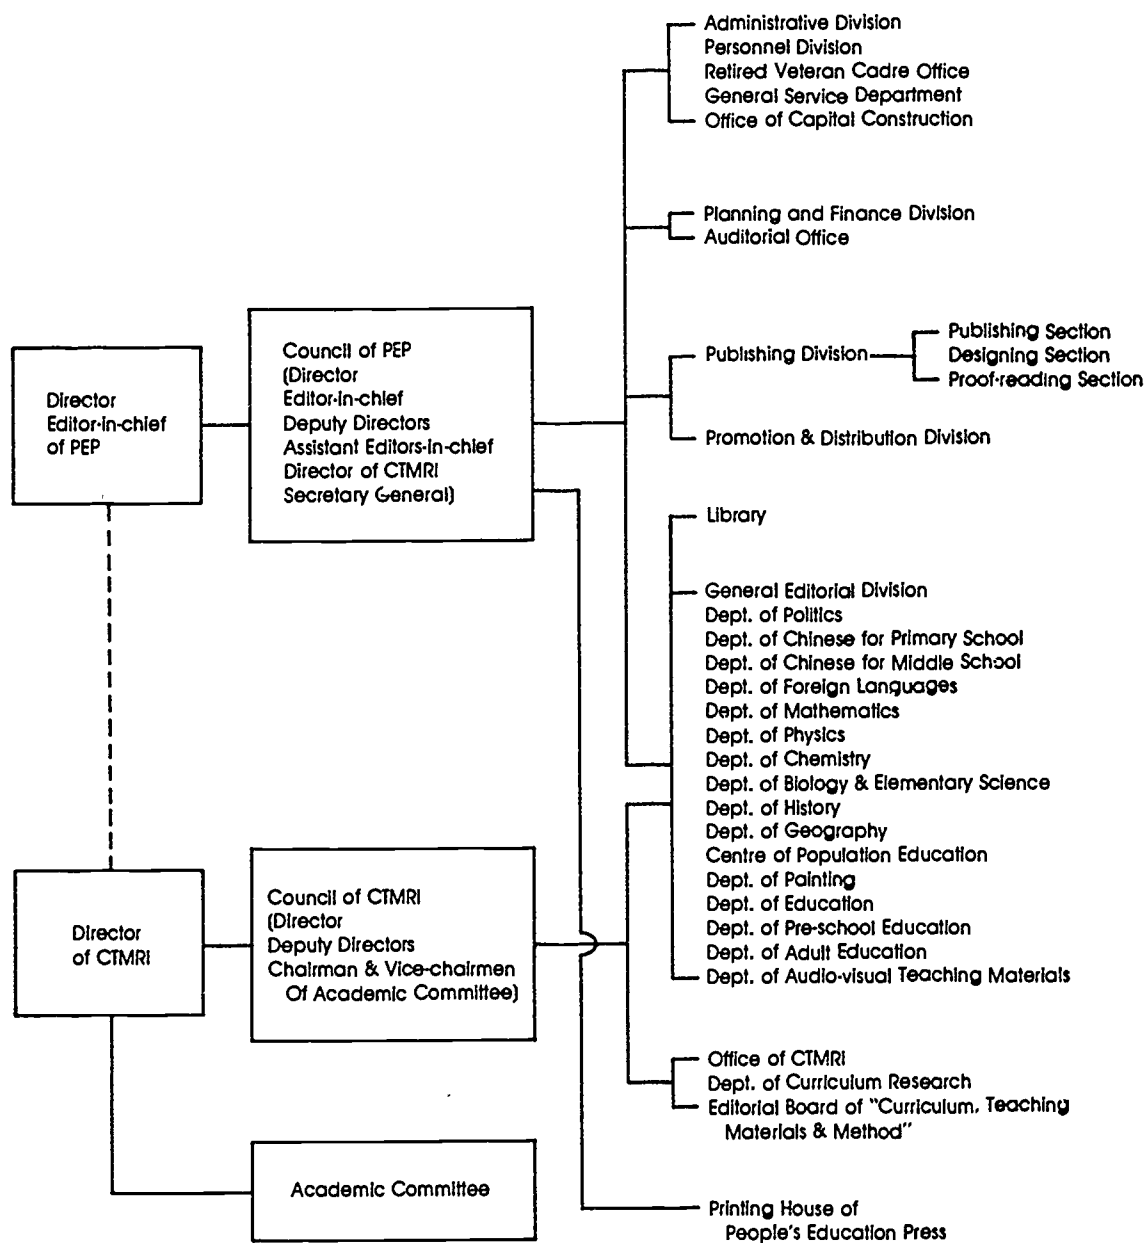 Director
Editor-in-chief
of PEP
Council of PEP
(Director
Editor-in-chief
Deputy Directors
Assistant Editors-in-chief
Director of CTMRI
Secretary General)
Director
of CTMRI
Council of CTMRI
(Director
Deputy Directors
Chairman & Vice-chairmen
Of Academic Committee)
Academic Committee
Administrative Division
Personnel Division
Retired Veteran Cadre Office
General Service Department
Office of Capital Construction
Planning and Finance Division
Auditorial Office
Publishing Division
Publishing Section
Designing Section
Proof-reading Section
Promotion & Distribution Division
Library
General Editorial Division
Dept. of Politics
Dept. of Chinese for Primary School
Dept. of Chinese for Middle School
Dept. of Foreign Languages
Dept. of Mathematics
Dept. of Physics
Dept. of Chemistry
Dept. of Biology & Elementary Science
Dept. of History
Dept. of Geography
Centre of Population Education
Dept. of Painting
Dept. of Education
Dept. of Pre-school Education
Dept. of Adult Education
Dept. of Audio-visual Teaching Materials
Office of CTMRI
Dept. of Curriculum Research
Editorial Board of "Curriculum, Teaching
Materials & Method"
Printing House of
People's Education Press